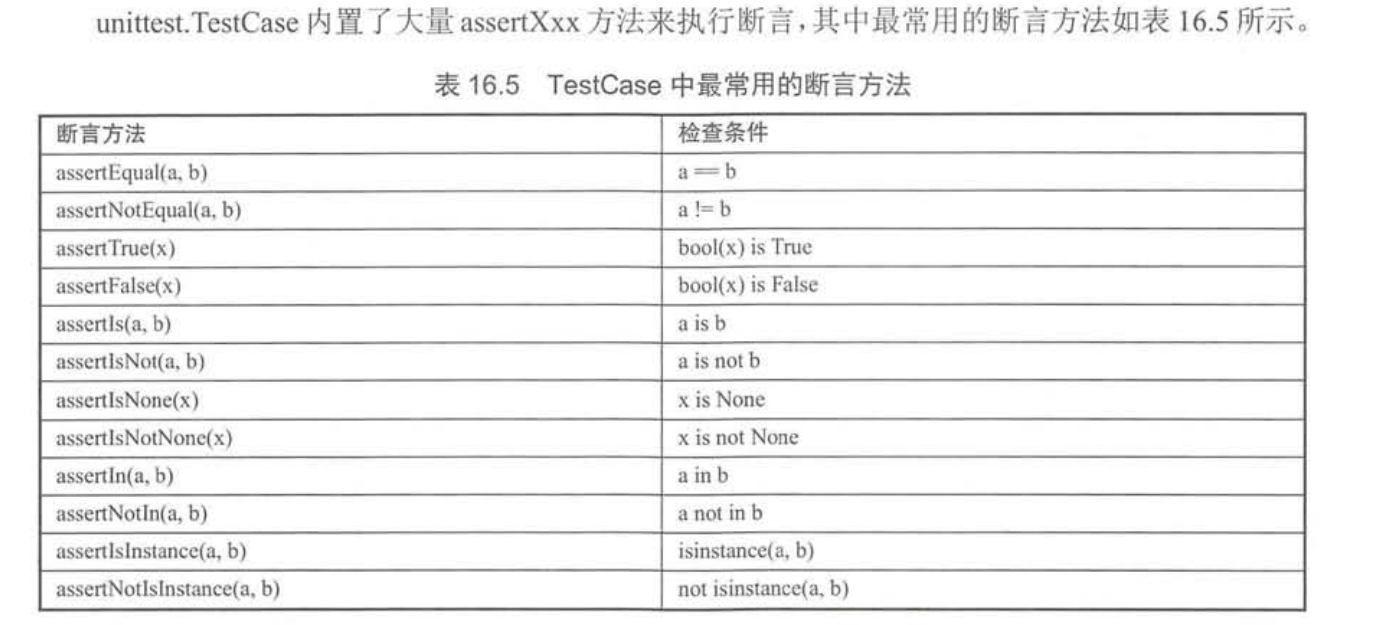 unittest.TestCase 内置了大量 assertXxx 方法来执行断言,其中最常用的断言方法如表 16.5 所示。
表 16.5 TestCase 中最常用的断言方法
断言方法 检查条件
assertEqual(a, b) a == b
assertNotEqual(a, b) a != b
assertTrue(x) bool(x) is True
assertFalse(x) bool(x) is False
assertIs(a, b) a is b
assertIsNot(a, b) a is not b
assertIsNone(x) x is None
assertIsNotNone(x) x is not None
assertIn(a, b) a in b
assertNotIn(a, b) a not in b
assertIsInstance(a, b) isinstance(a, b)
assertNotIsInstance(a, b) not isinstance(a, b)